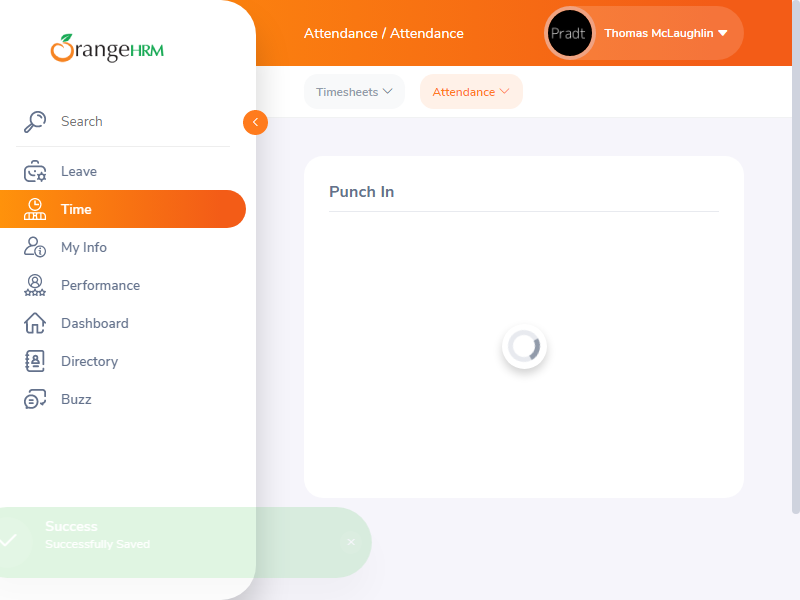 OrangeHRM
Attendance / Attendance
Pradt
Thomas McLaughlin
Timesheets
Attendance
Search
Leave
Time
My Info
Performance
Dashboard
Directory
Buzz
Punch In
Success
Successfully Saved